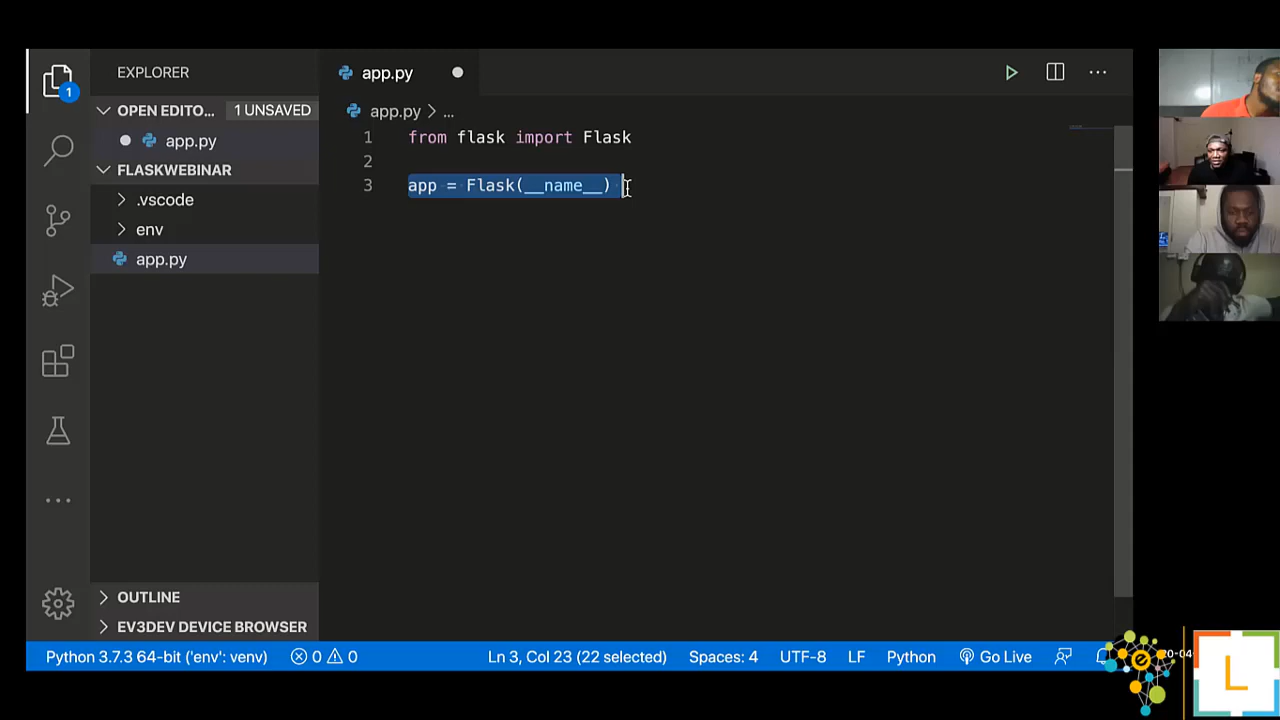 EXPLORER
OPEN EDITO...
1 UNSAVED
app.py
FLASKWEBINAR
.vscode
env
app.py
OUTLINE
EV3DEV DEVICE BROWSER
1
app.py
app.py > ...
1 from flask import Flask
2
3 app = Flask(__name__)
Python 3.7.3 64-bit ('env': venv)
0
0
Ln 3, Col 23 (22 selected)
Spaces: 4
UTF-8
LF
Python
Go Live
L